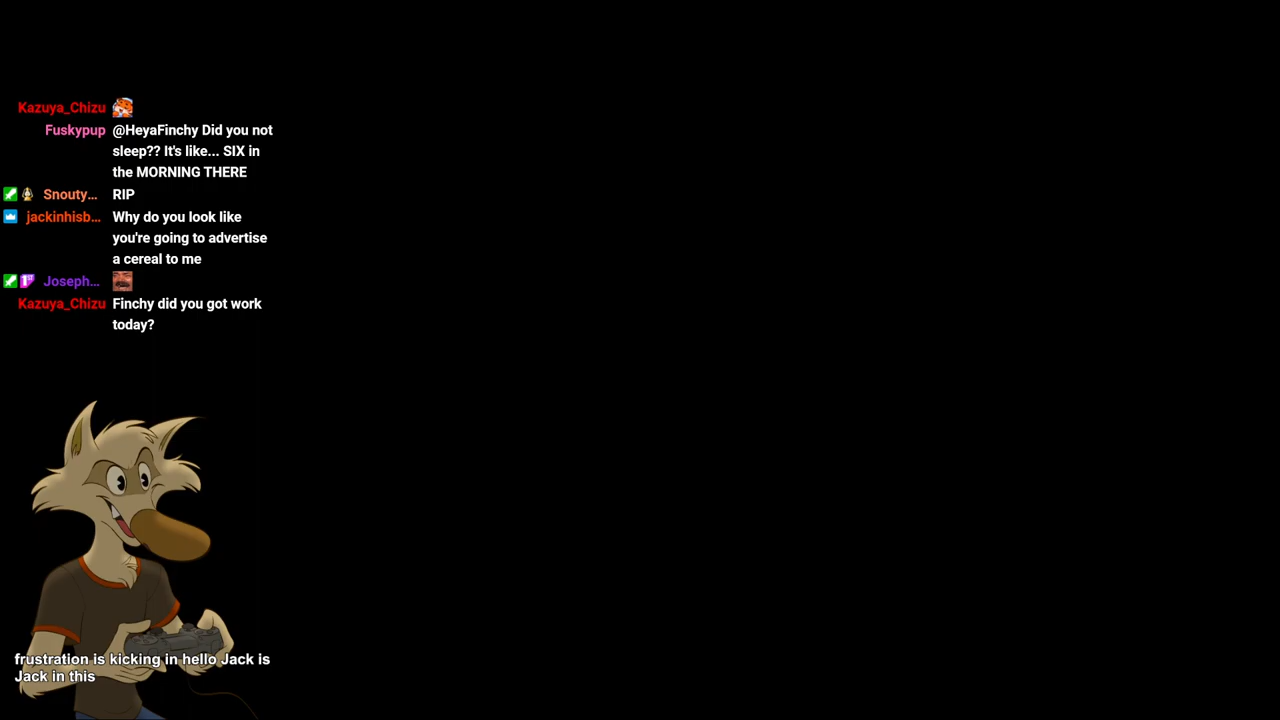 Kazuya_Chizu
Fuskypup @HeyaFinchy Did you not
sleep?? It's like... SIX in
the MORNING THERE
Snouty... RIP
jackinhisb... Why do you look like
you're going to advertise
a cereal to me
Joseph...
Kazuya_Chizu Finchy did you got work
today?
frustration is kicking in hello Jack is
Jack in this